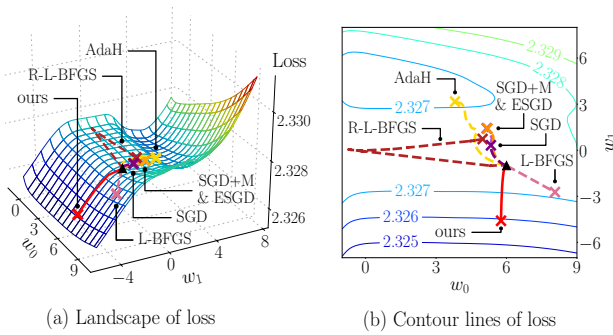 AdaH
Loss
R-L-BFGS
ours
2.330
2.328
2.326
SGD+M
& ESGD
SGD
L-BFGS
0
3
6
9
w₀
−4
0
4
8
w₁
(a) Landscape of loss
2.329
2.328
AdaH
2.327
SGD+M
& ESGD
SGD
R-L-BFGS
L-BFGS
2.327
2.326
2.325
ours
6
3
0
−3
−6
w₁
0
3
6
9
w₀
(b) Contour lines of loss